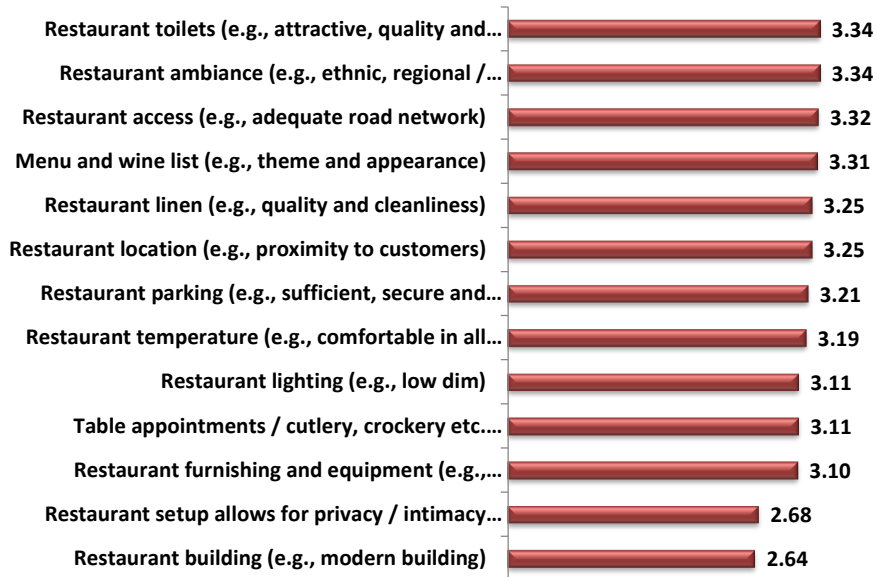 Restaurant toilets (e.g., attractive, quality and… 3.34
Restaurant ambiance (e.g., ethnic, regional /… 3.34
Restaurant access (e.g., adequate road network) 3.32
Menu and wine list (e.g., theme and appearance) 3.31
Restaurant linen (e.g., quality and cleanliness) 3.25
Restaurant location (e.g., proximity to customers) 3.25
Restaurant parking (e.g., sufficient, secure and… 3.21
Restaurant temperature (e.g., comfortable in all… 3.19
Restaurant lighting (e.g., low dim) 3.11
Table appointments / cutlery, crockery etc.… 3.11
Restaurant furnishing and equipment (e.g.,… 3.10
Restaurant setup allows for privacy / intimacy… 2.68
Restaurant building (e.g., modern building) 2.64